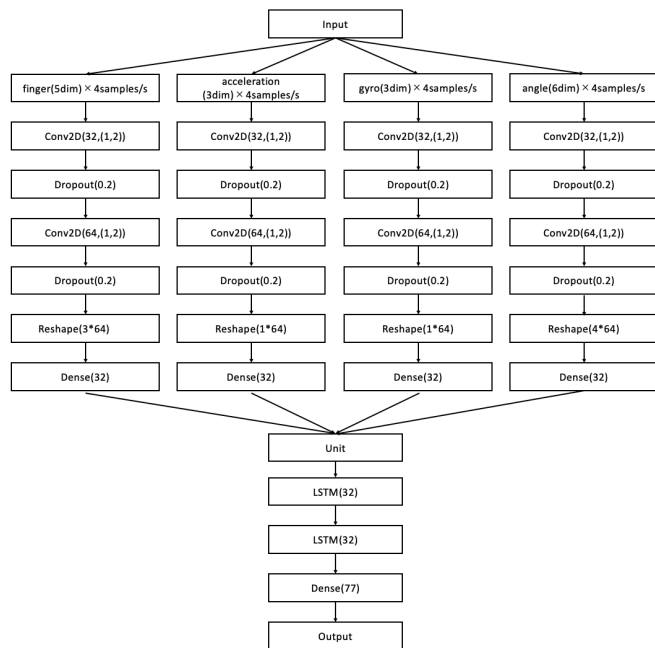 Input
finger(5dim)×4samples/s
acceleration
(3dim)×4samples/s
gyro(3dim)×4samples/s
angle(6dim)×4samples/s
Conv2D(32,(1,2))
Conv2D(32,(1,2))
Conv2D(32,(1,2))
Conv2D(32,(1,2))
Dropout(0.2)
Dropout(0.2)
Dropout(0.2)
Dropout(0.2)
Conv2D(64,(1,2))
Conv2D(64,(1,2))
Conv2D(64,(1,2))
Conv2D(64,(1,2))
Dropout(0.2)
Dropout(0.2)
Dropout(0.2)
Dropout(0.2)
Reshape(3*64)
Reshape(1*64)
Reshape(1*64)
Reshape(4*64)
Dense(32)
Dense(32)
Dense(32)
Dense(32)
Unit
LSTM(32)
LSTM(32)
Dense(77)
Output